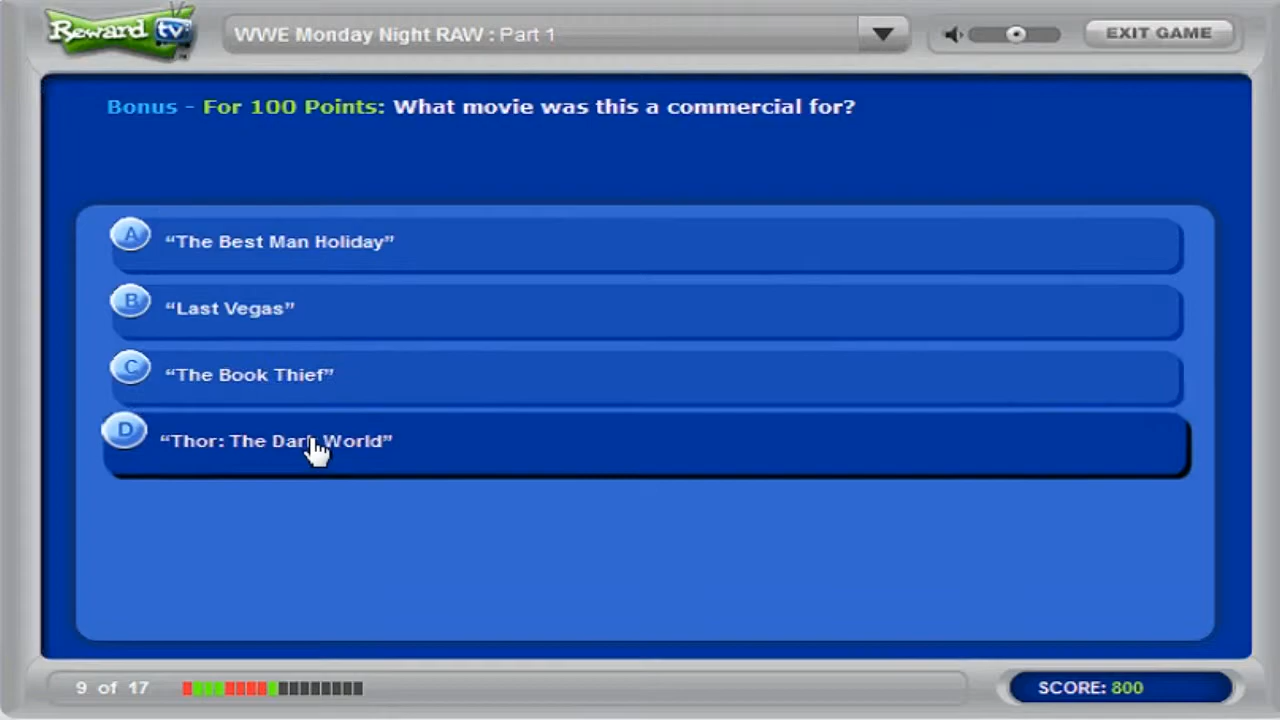 Reward tv
WWE Monday Night RAW : Part 1
EXIT GAME
Bonus - For 100 Points: What movie was this a commercial for?
A “The Best Man Holiday”
B “Last Vegas”
C “The Book Thief”
D “Thor: The Dark World”
9 of 17
SCORE: 800